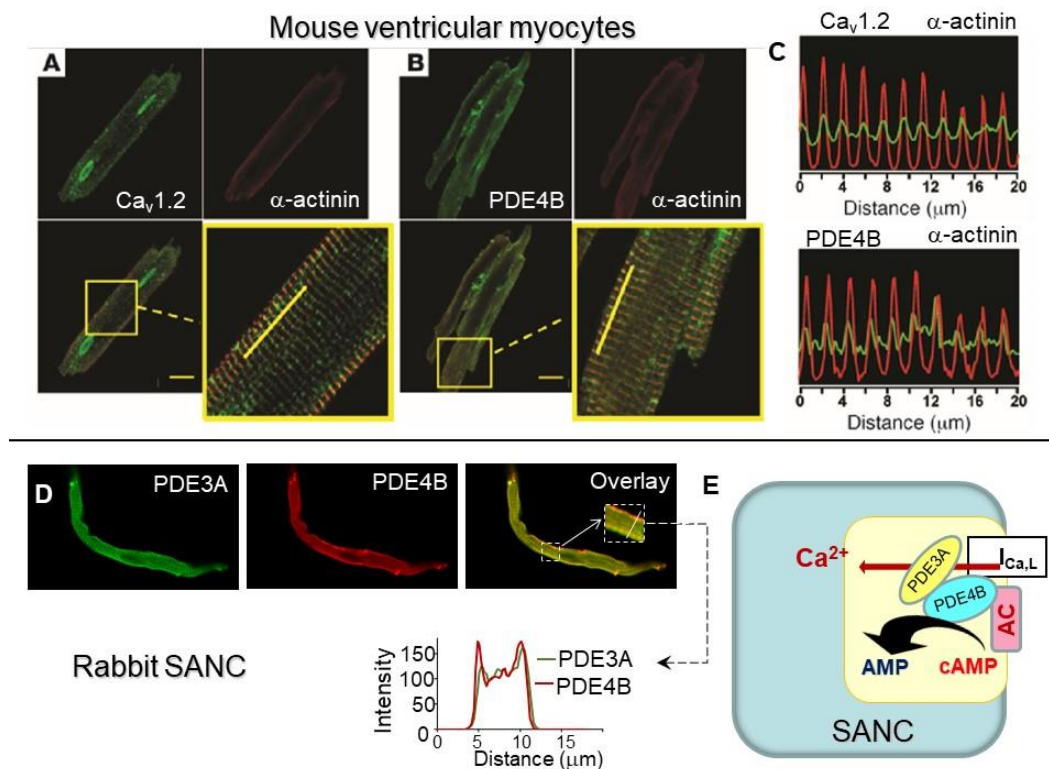 Mouse ventricular myocytes
A
Cav1.2
α-actinin
B
PDE4B
α-actinin
C
Cav1.2 α-actinin
0 4 8 12 16 20
Distance (μm)
PDE4B α-actinin
0 4 8 12 16 20
Distance (μm)
D
PDE3A
PDE4B
Overlay
Rabbit SANC
Intensity
150
100
50
0
0 5 10 15
Distance (μm)
PDE3A
PDE4B
E
Ca2+
PDE3A
ICa,L
PDE4B
AC
AMP
cAMP
SANC